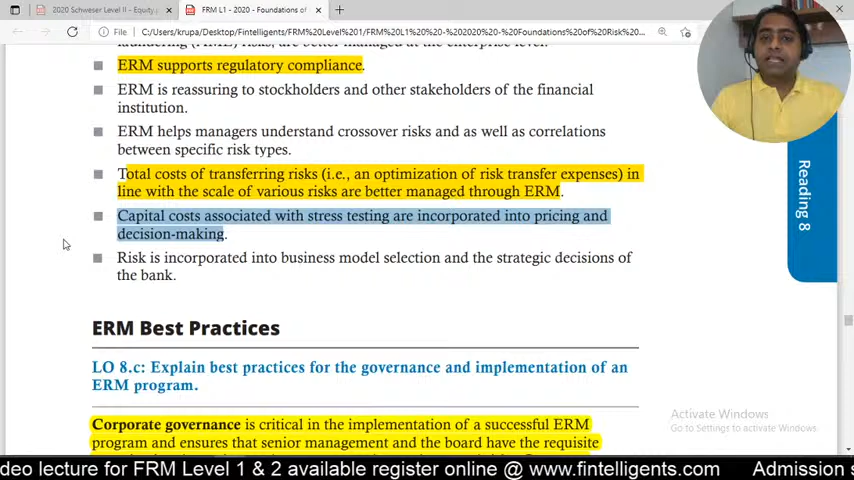 2020 Schweser Level II - Equity
FRM L1 - 2020 - Foundations of
File
C:/Users/krupa/Desktop/Fintelligents/FRM%20Level%201/FRM%20L1%20%20-%202020%20-%20Foundations%20of%20Risk...
laundering (AML) risks, are better managed at the enterprise level.
ERM supports regulatory compliance.
ERM is reassuring to stockholders and other stakeholders of the financial
institution.
ERM helps managers understand crossover risks and as well as correlations
between specific risk types.
Total costs of transferring risks (i.e., an optimization of risk transfer expenses) in
line with the scale of various risks are better managed through ERM.
Capital costs associated with stress testing are incorporated into pricing and
decision-making.
Risk is incorporated into business model selection and the strategic decisions of
the bank.
Reading 8
ERM Best Practices
LO 8.c: Explain best practices for the governance and implementation of an
ERM program.
Corporate governance is critical in the implementation of a successful ERM
program and ensures that senior management and the board have the requisite
Activate Windows
Go to Settings to activate Windows.
deo lecture for FRM Level 1 & 2 available register online @ www.fintelligents.com Admission s